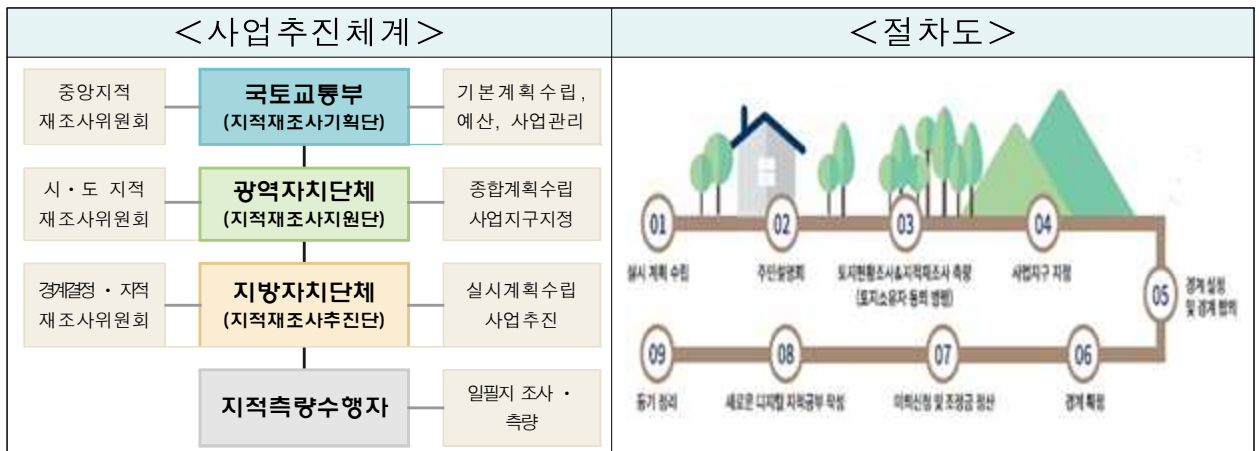 <사업추진체계>
중앙지적
재조사위원회
국토교통부
(지적재조사기획단)
기본계획수립,
예산, 사업관리
시・도 지적
재조사위원회
광역자치단체
(지적재조사지원단)
종합계획수립
사업지구지정
경계결정・지적
재조사위원회
지방자치단체
(지적재조사추진단)
실시계획수립
사업추진
지적측량수행자
일필지 조사・
측량
<절차도>
01
실시 계획 수립
02
주민설명회
03
토지현황조사&지적재조사 측량
(토지소유자 동의 병행)
04
사업지구 지정
05
경계 설정
및 경계 협의
06
경계 확정
07
이의신청 및 조정금 정산
08
새로운 디지털 지적공부 작성
09
등기 정리